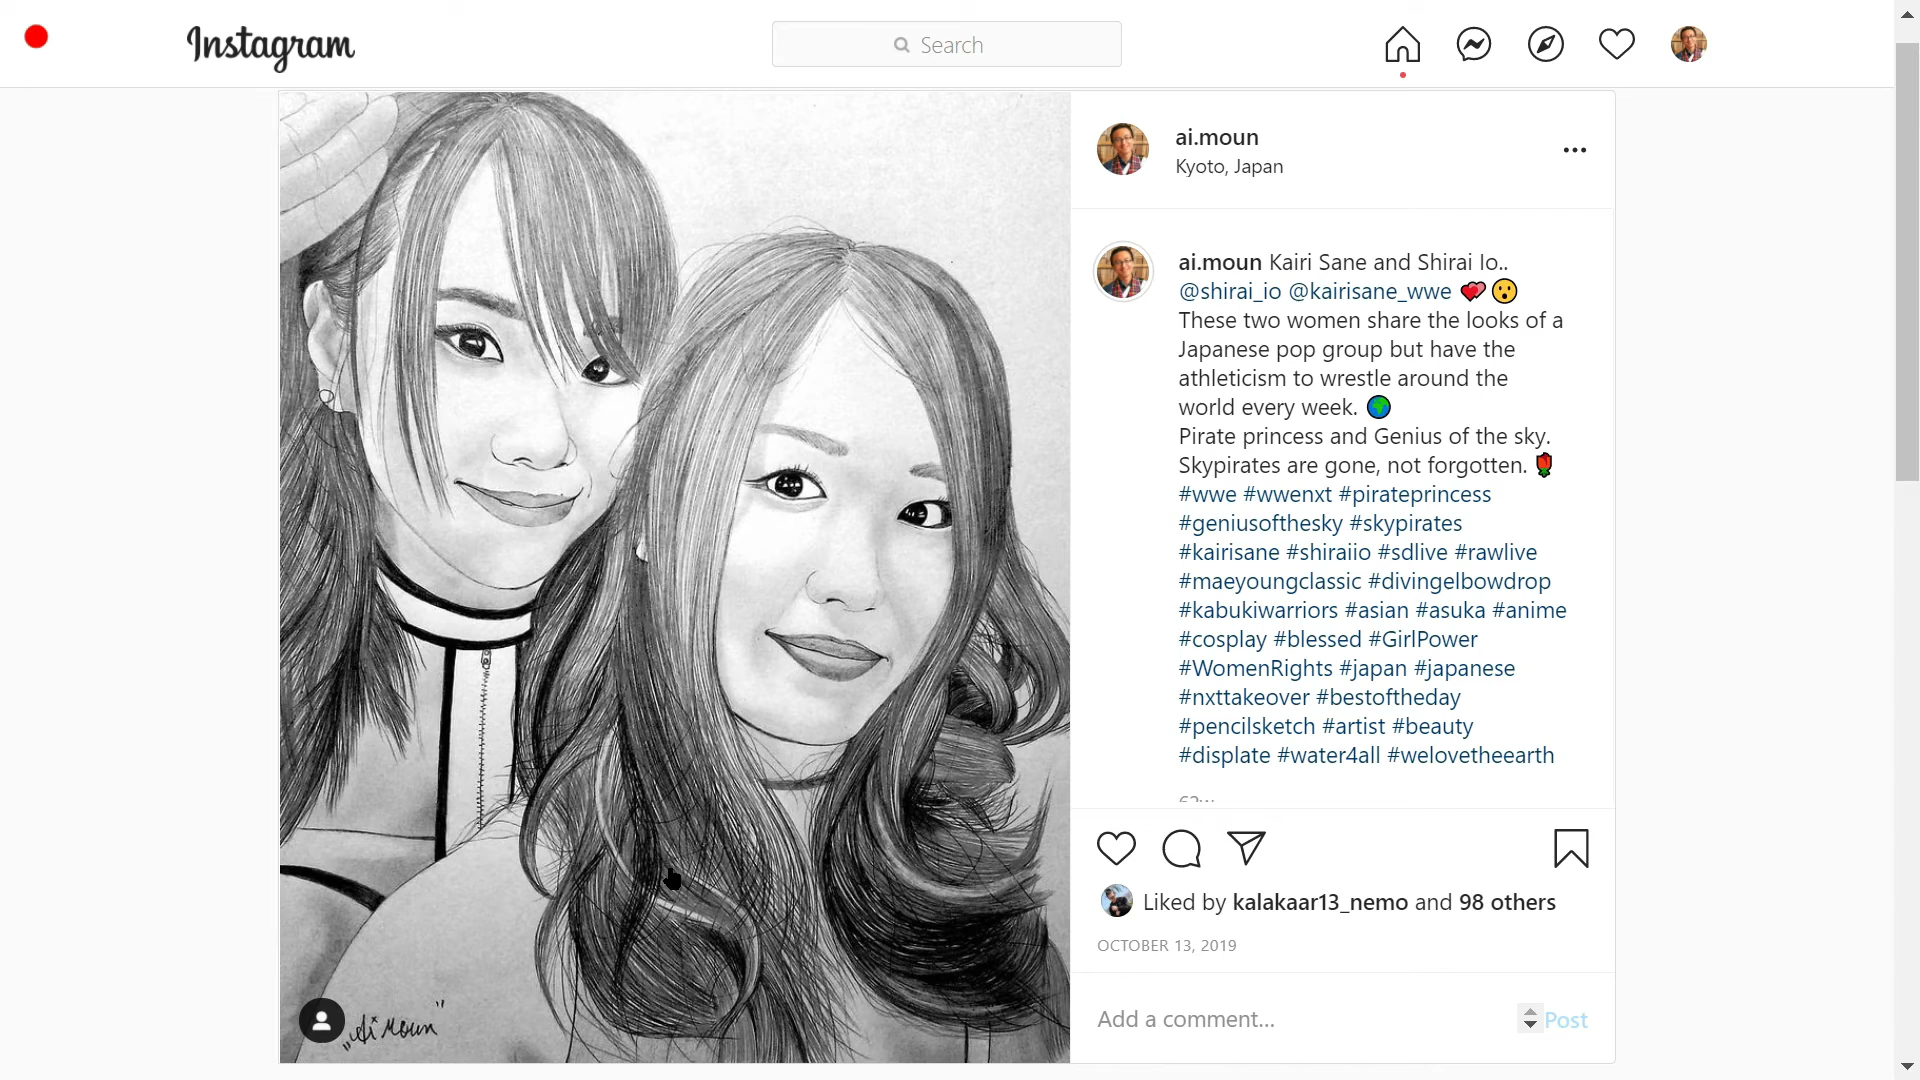 Instagram
Search
ai.moun
Kyoto, Japan
ai.moun Kairi Sane and Shirai Io..
@shirai_io @kairisane_wwe 💕😮
These two women share the looks of a
Japanese pop group but have the
athleticism to wrestle around the
world every week. 🌍
Pirate princess and Genius of the sky.
Skypirates are gone, not forgotten. 🌹
#wwe #wwenxt #pirateprincess
#geniusofthesky #skypirates
#kairisane #shiraiio #sdlive #rawlive
#maeyoungclassic #divingelbowdrop
#kabukiwarriors #asian #asuka #anime
#cosplay #blessed #GirlPower
#WomenRights #japan #japanese
#nxttakeover #bestoftheday
#pencilsketch #artist #beauty
#displate #water4all #welovetheearth
Liked by kalakaar13_nemo and 98 others
OCTOBER 13, 2019
Add a comment...
Post
"Ai Moun"